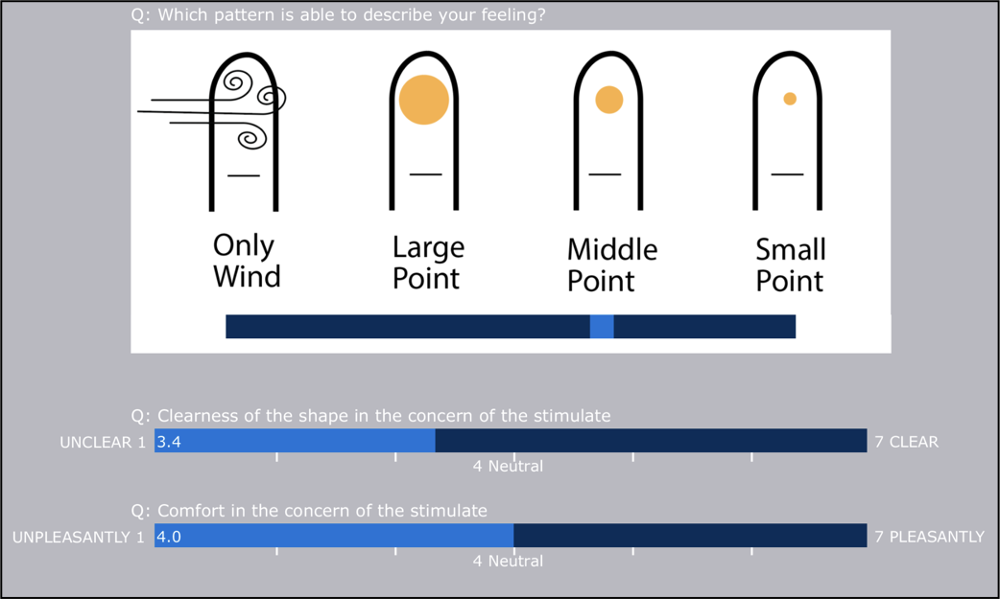 Q: Which pattern is able to describe your feeling?
Only Wind
Large Point
Middle Point
Small Point
Q: Clearness of the shape in the concern of the stimulate
UNCLEAR 1 3.4 7 CLEAR
4 Neutral
Q: Comfort in the concern of the stimulate
UNPLEASANTLY 1 4.0 7 PLEASANTLY
4 Neutral